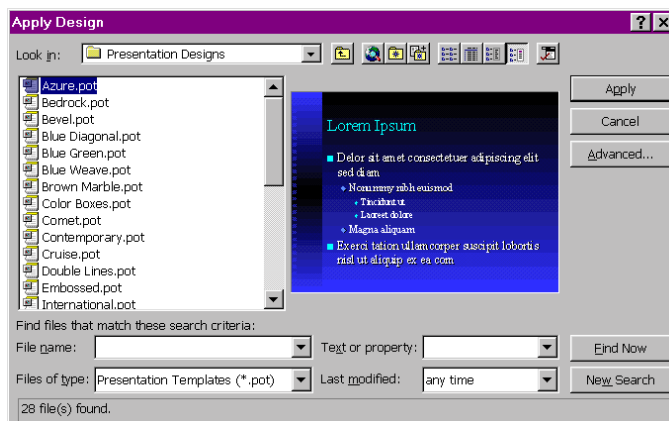 Apply Design
Look in: Presentation Designs
Azure.pot
Bedrock.pot
Bevel.pot
Blue Diagonal.pot
Blue Green.pot
Blue Weave.pot
Brown Marble.pot
Color Boxes.pot
Comet.pot
Contemporary.pot
Cruise.pot
Double Lines.pot
Embossed.pot
International.pot
Lorem Ipsum
Delor sit amet consectetuer adipiscing elit
sed diam
Nonummy nibh euismod
Tincidunt ut
Laoreet dolore
Magna aliquam
Exerci tation ullamcorper suscipit lobortis
nisl ut aliquip ex ea com
Apply
Cancel
Advanced...
Find files that match these search criteria:
File name: Text or property: Find Now
Files of type: Presentation Templates (*.pot) Last modified: any time New Search
28 file(s) found.